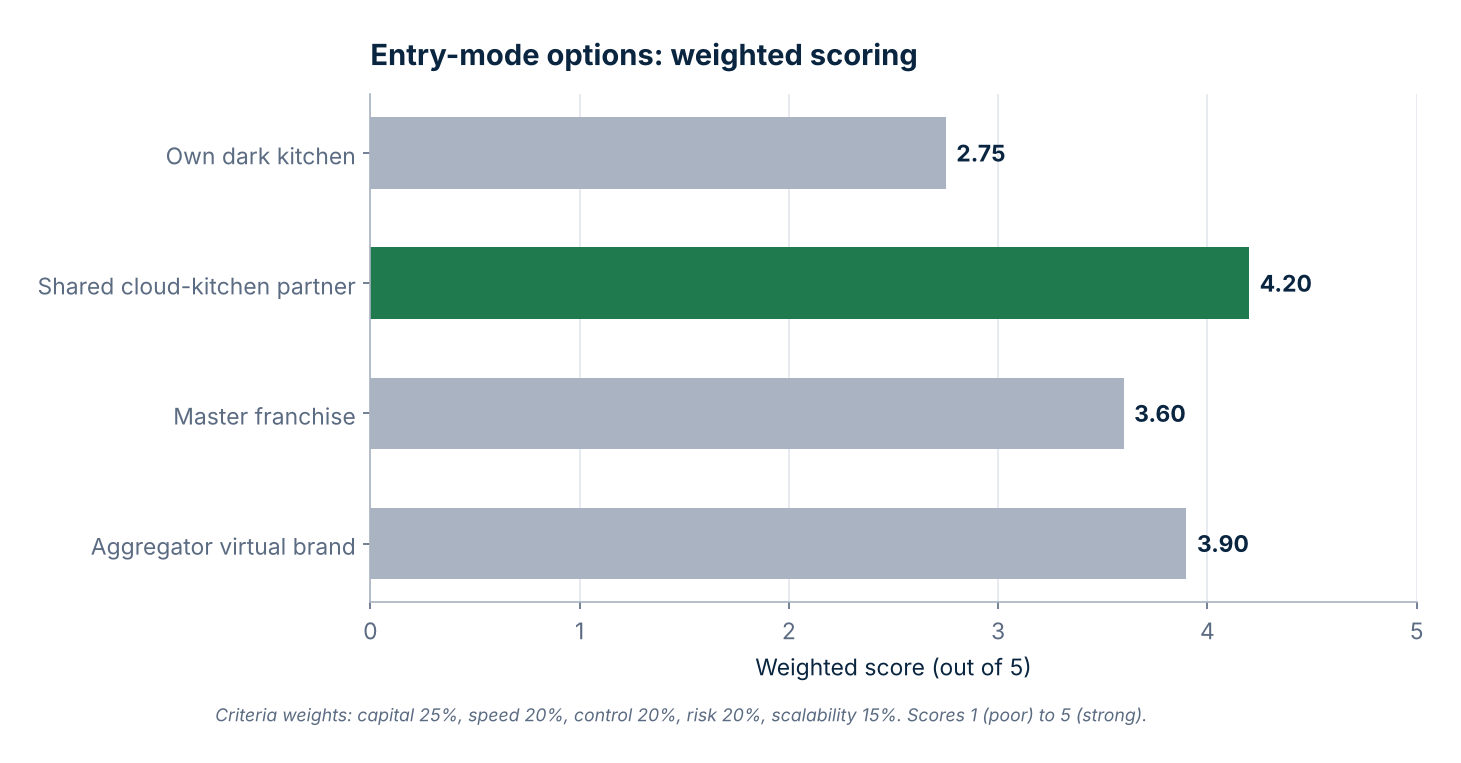 Entry-mode options: weighted scoring
Own dark kitchen
2.75
Shared cloud-kitchen partner
4.20
Master franchise
3.60
Aggregator virtual brand
3.90
0 1 2 3 4 5
Weighted score (out of 5)
Criteria weights: capital 25%, speed 20%, control 20%, risk 20%, scalability 15%. Scores 1 (poor) to 5 (strong).